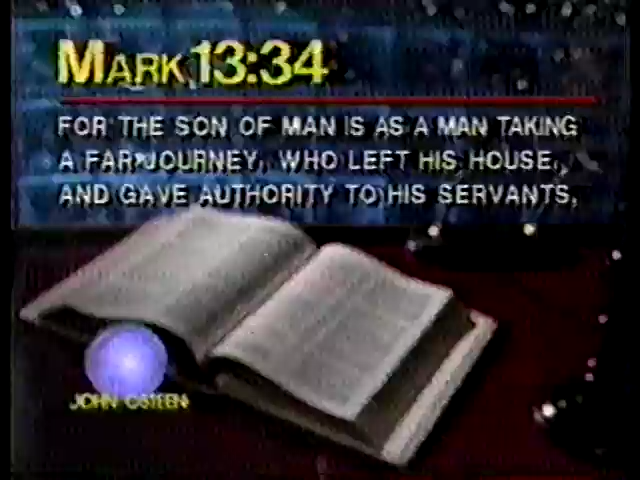 MARK 13:34
FOR THE SON OF MAN IS AS A MAN TAKING
A FAR JOURNEY, WHO LEFT HIS HOUSE,
AND GAVE AUTHORITY TO HIS SERVANTS,
JOHN OSTEEN